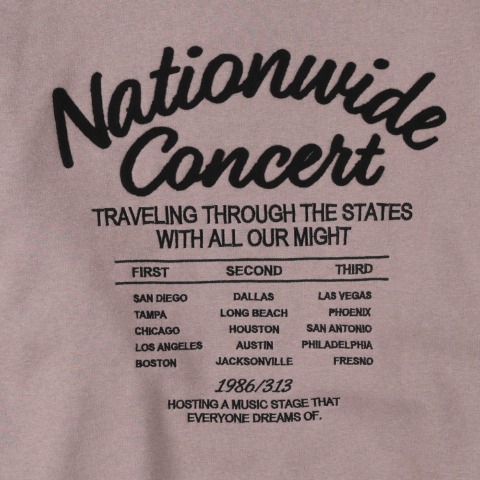 Nationwide
Concert
TRAVELING THROUGH THE STATES
WITH ALL OUR MIGHT
FIRST SECOND THIRD
SAN DIEGO DALLAS LAS VEGAS
TAMPA LONG BEACH PHOENIX
CHICAGO HOUSTON SAN ANTONIO
LOS ANGELES AUSTIN PHILADELPHIA
BOSTON JACKSONVILLE FRESNO
1986/313
HOSTING A MUSIC STAGE THAT
EVERYONE DREAMS OF.